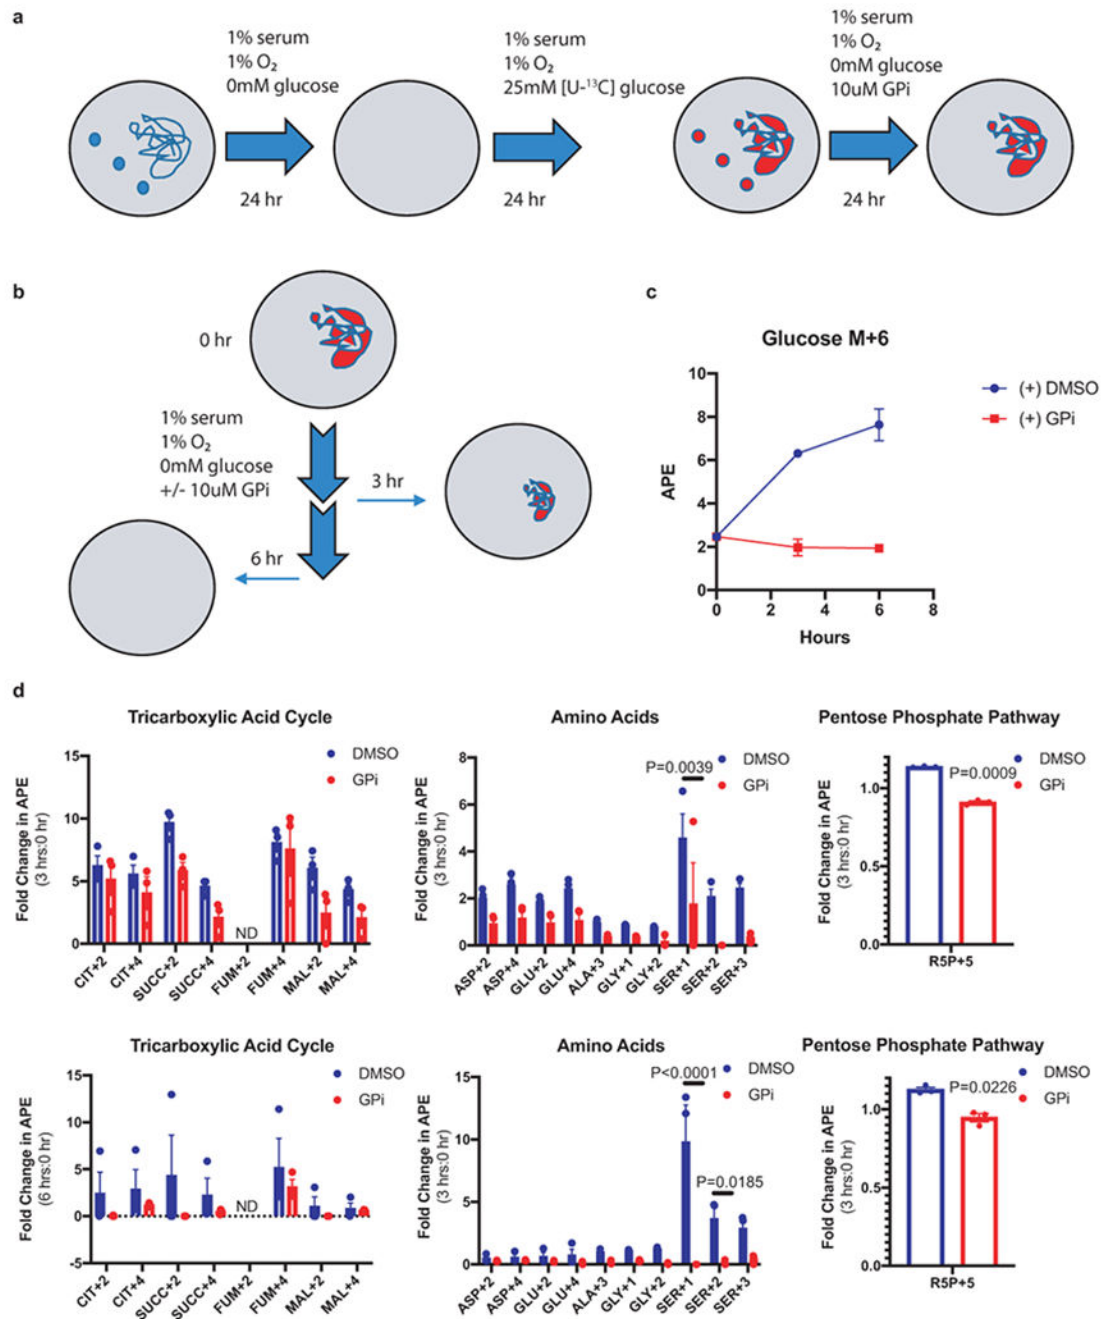 a
1% serum
1% O₂
0mM glucose
24 hr
1% serum
1% O₂
25mM [U-¹³C] glucose
24 hr
1% serum
1% O₂
0mM glucose
10uM GPi
24 hr
b
0 hr
1% serum
1% O₂
0mM glucose
+/- 10uM GPi
3 hr
6 hr
c
Glucose M+6
10
8
6
4
2
0
APE
0 2 4 6 8
Hours
(+) DMSO
(+) GPi
d
Tricarboxylic Acid Cycle
DMSO
GPi
Fold Change in APE
(3 hrs:0 hr)
15
10
5
0
ND
CIT+2 CIT+4 SUCC+2 SUCC+4 FUM+2 FUM+4 MAL+2 MAL+4
Amino Acids
DMSO
GPi
P=0.0039
Fold Change in APE
(3 hrs:0 hr)
8
6
4
2
0
ASP+2 ASP+4 GLU+2 GLU+4 ALA+3 GLY+1 GLY+2 SER+1 SER+2 SER+3
Pentose Phosphate Pathway
DMSO
GPi
P=0.0009
Fold Change in APE
(3 hrs:0 hr)
1.0
0.5
0.0
R5P+5
Tricarboxylic Acid Cycle
DMSO
GPi
Fold Change in APE
(6 hrs:0 hr)
15
10
5
0
-5
ND
CIT+2 CIT+4 SUCC+2 SUCC+4 FUM+2 FUM+4 MAL+2 MAL+4
Amino Acids
DMSO
GPi
P<0.0001
P=0.0185
Fold Change in APE
(3 hrs:0 hr)
15
10
5
0
ASP+2 ASP+4 GLU+2 GLU+4 ALA+3 GLY+1 GLY+2 SER+1 SER+2 SER+3
Pentose Phosphate Pathway
DMSO
GPi
P=0.0226
Fold Change in APE
(3 hrs:0 hr)
1.0
0.5
0.0
R5P+5